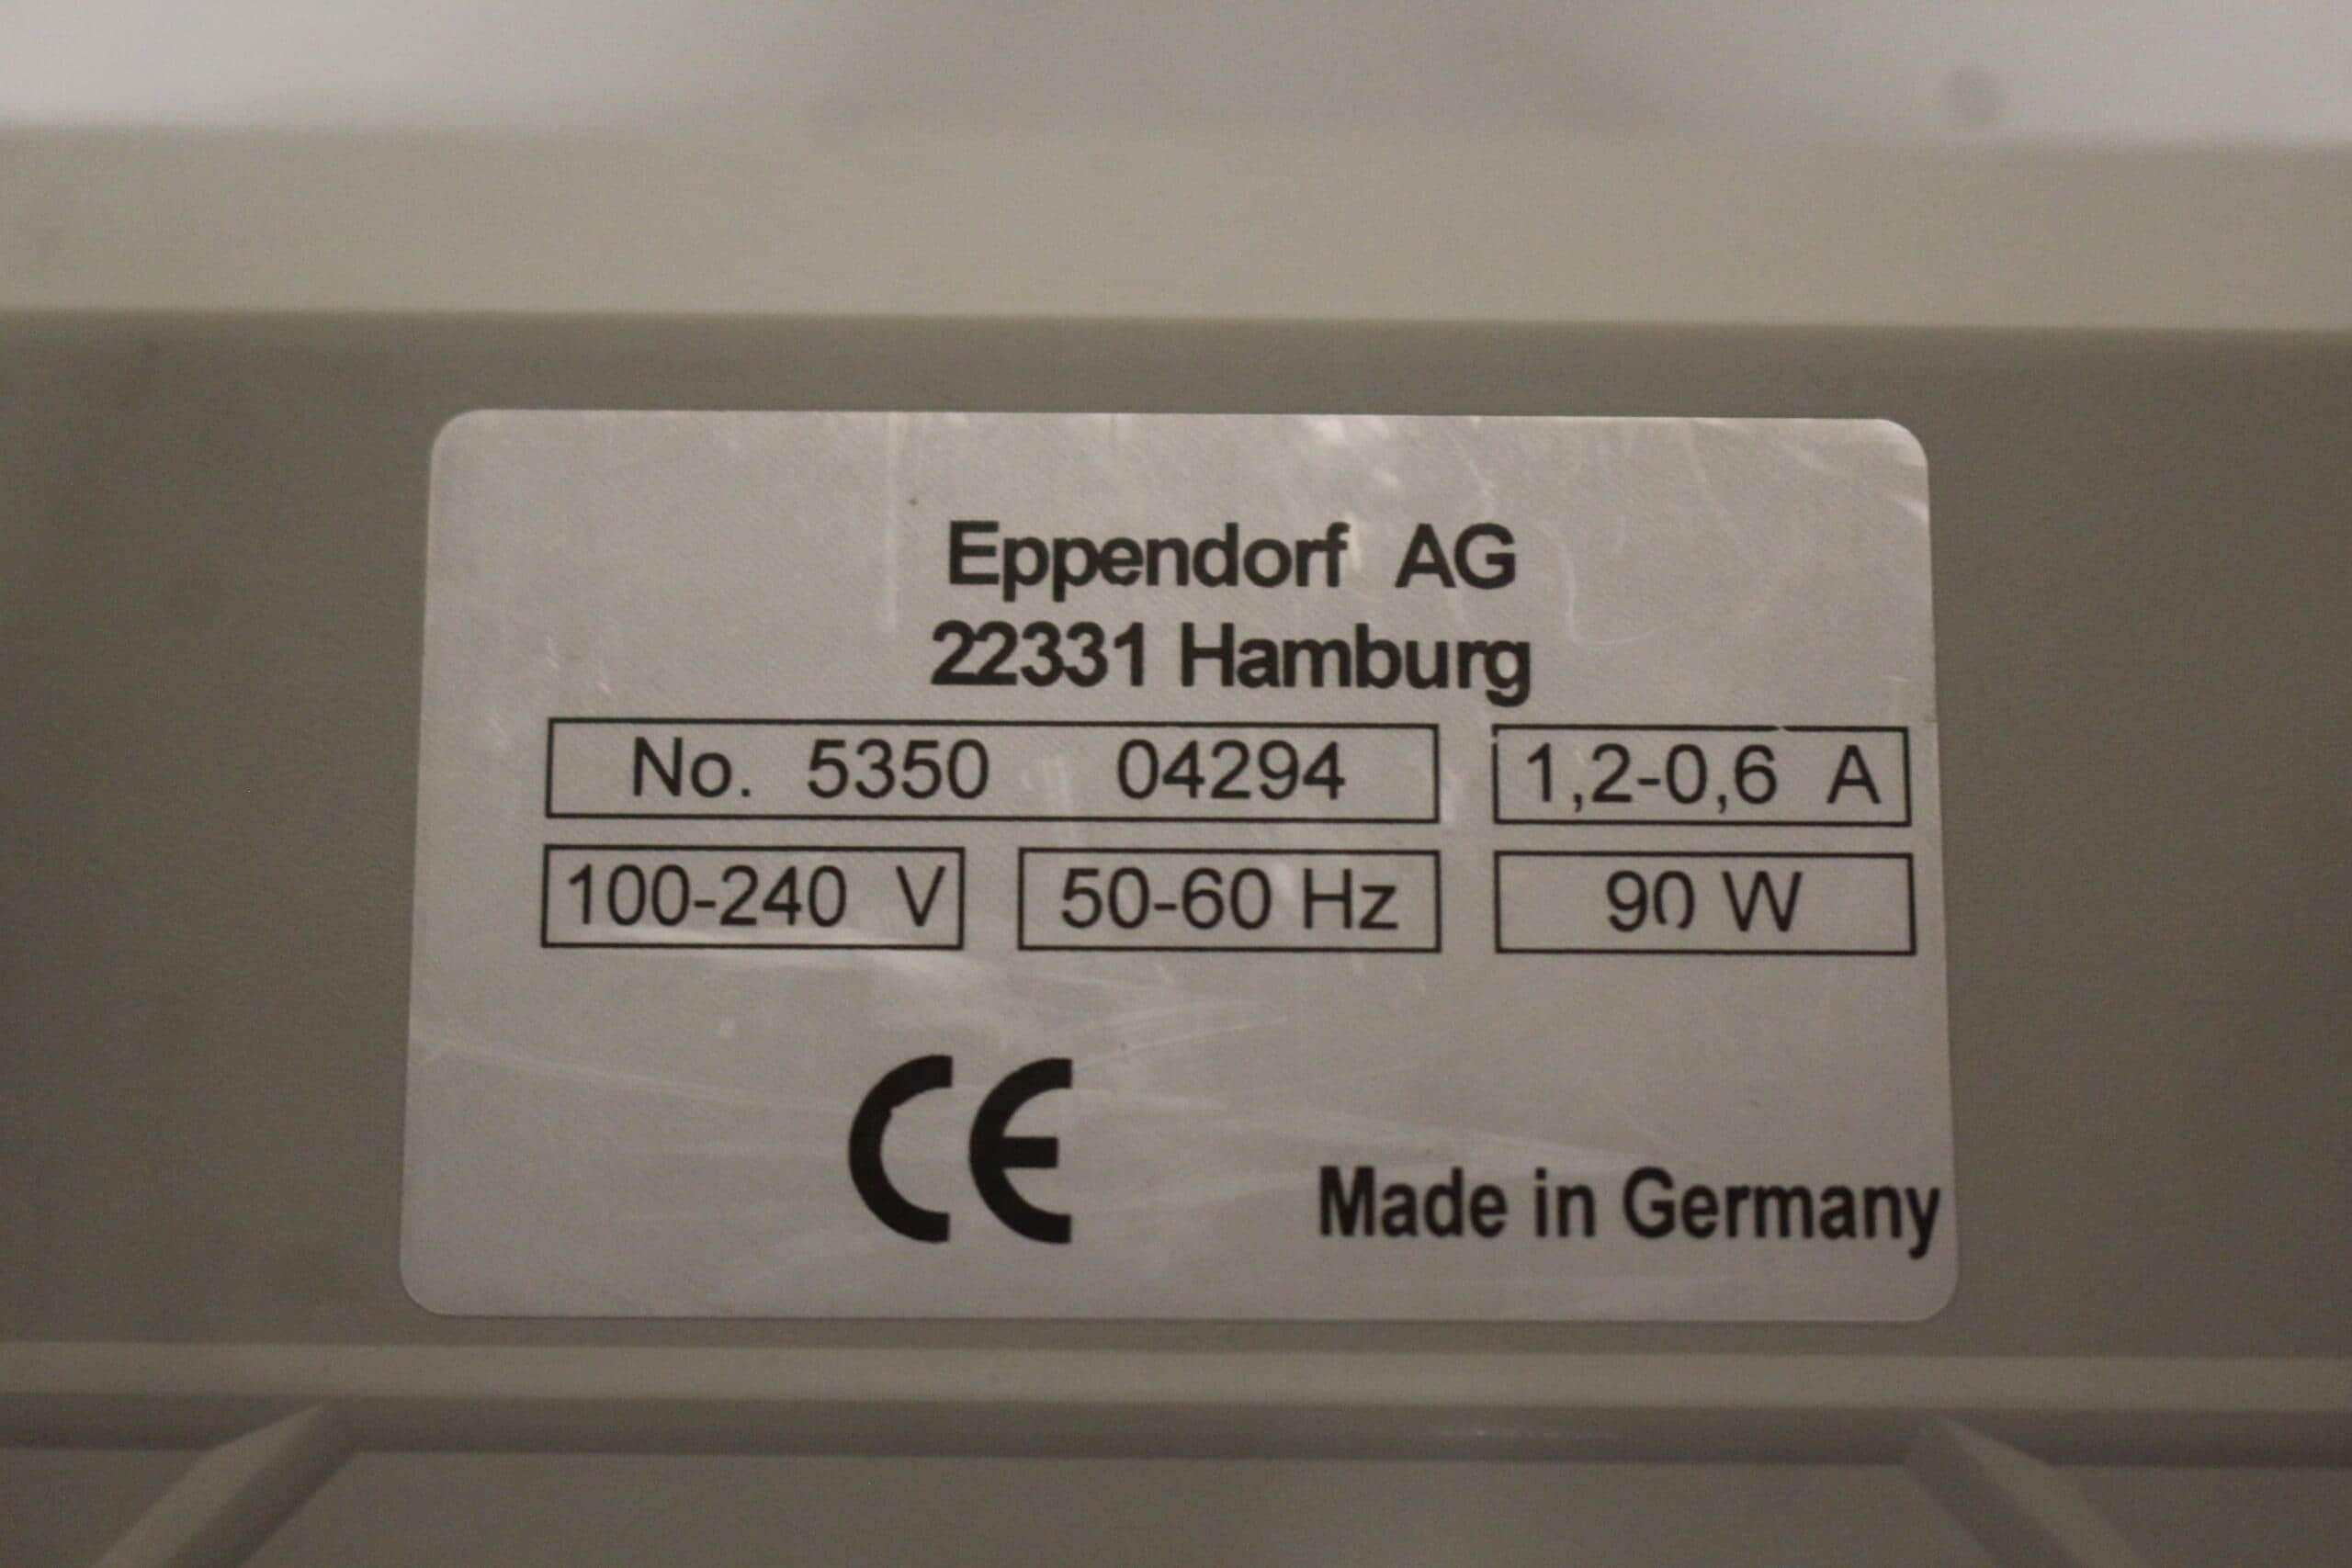 Eppendorf AG
22331 Hamburg
No. 5350 04294 1,2-0,6 A
100-240 V 50-60 Hz 90 W
CE Made in Germany